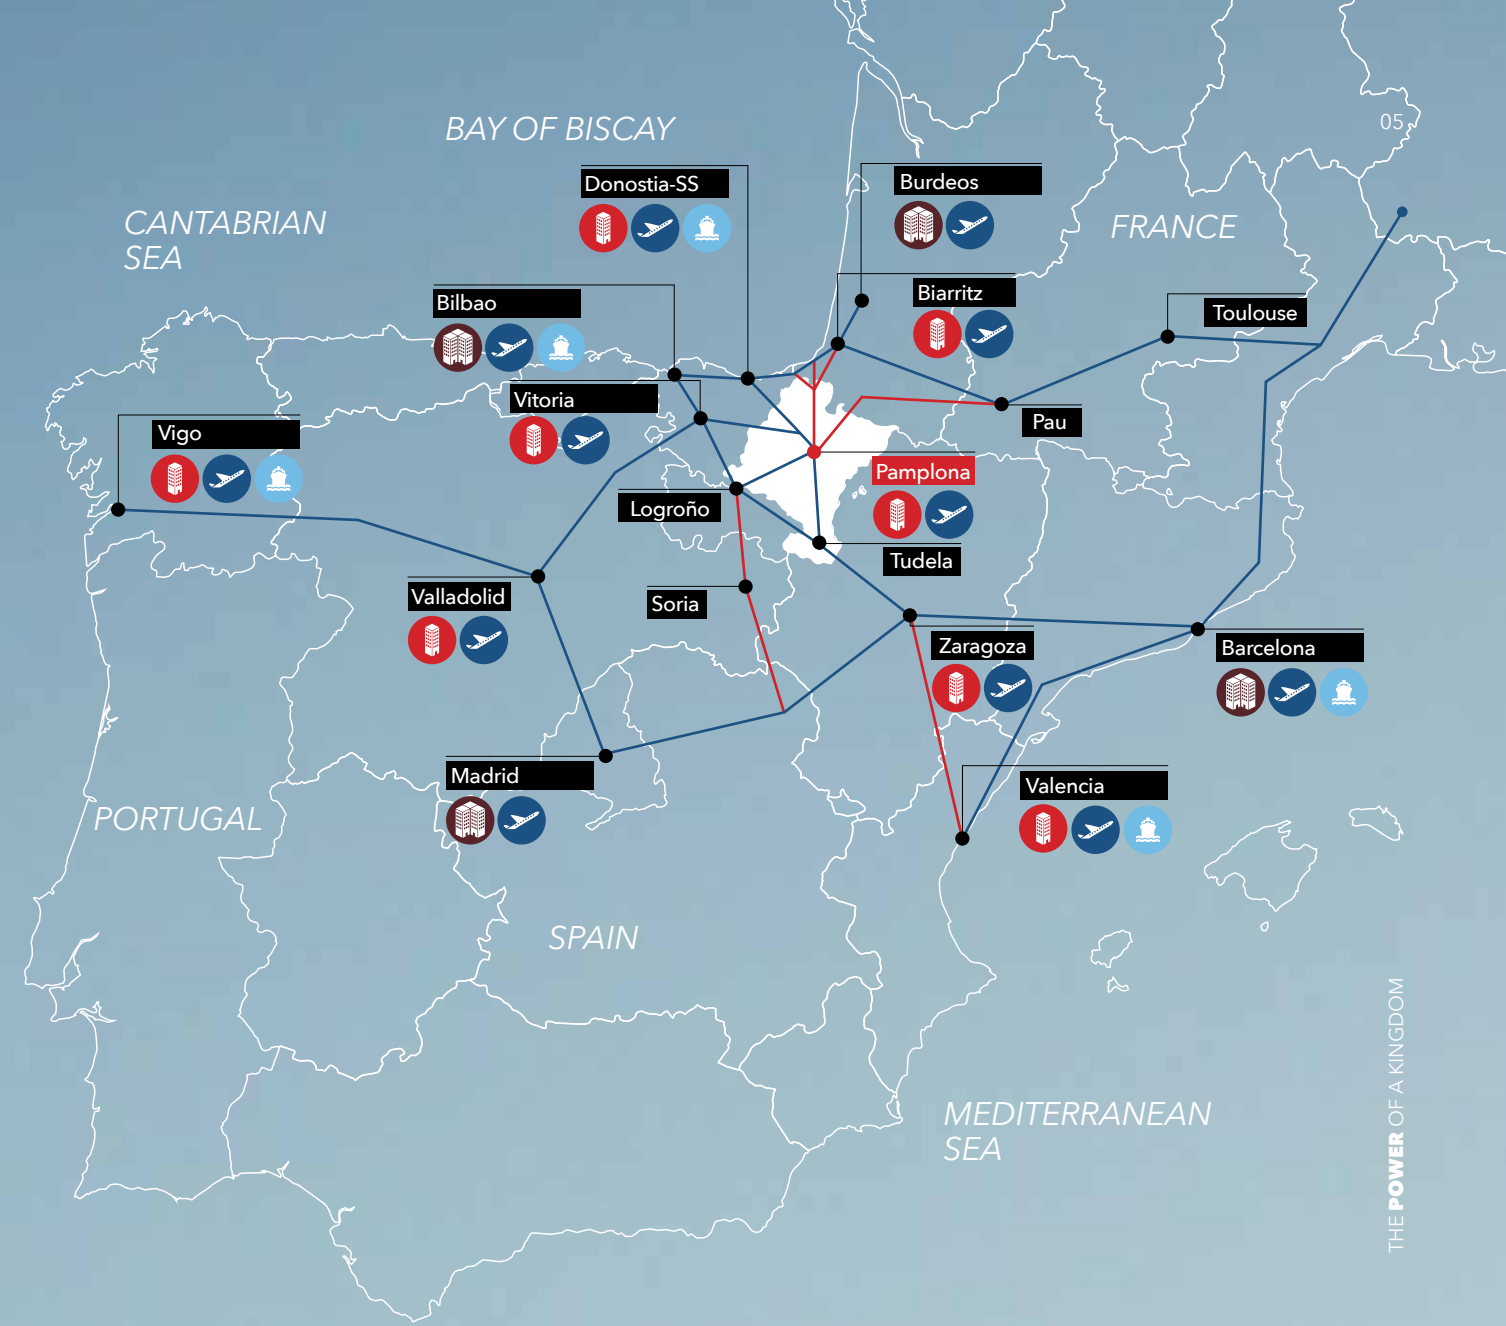 05
BAY OF BISCAY
Donostia-SS
Burdeos
CANTABRIAN
SEA
FRANCE
Bilbao
Biarritz
Toulouse
Vitoria
Pau
Vigo
Pamplona
Logroño
Tudela
Valladolid
Soria
Zaragoza
Barcelona
Madrid
Valencia
PORTUGAL
SPAIN
MEDITERRANEAN
SEA
THE POWER OF A KINGDOM